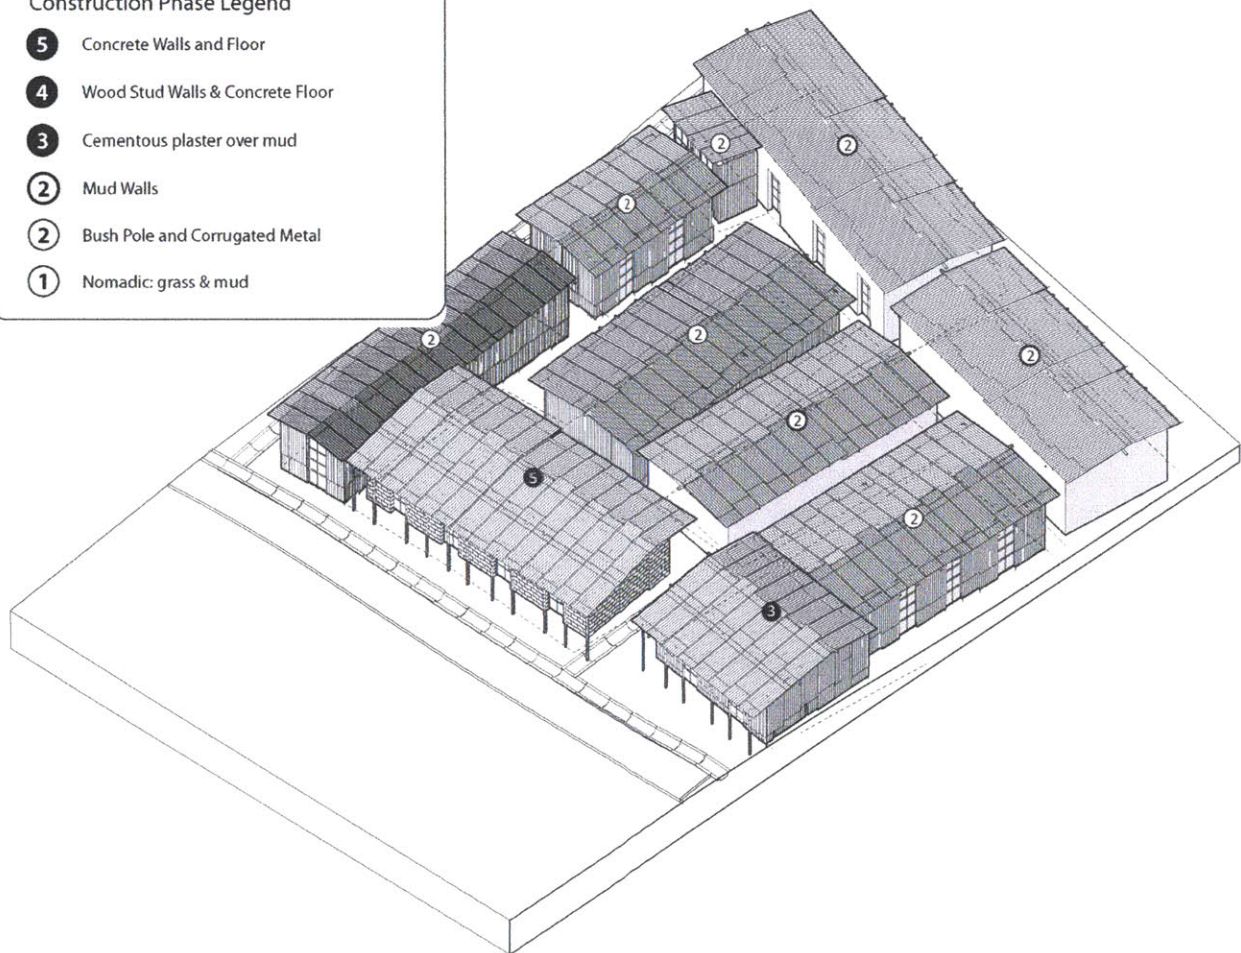 Construction Phase Legend
5 Concrete Walls and Floor
4 Wood Stud Walls & Concrete Floor
3 Cementous plaster over mud
2 Mud Walls
2 Bush Pole and Corrugated Metal
1 Nomadic: grass & mud
2
2
2
2
2
2
2
5
2
3